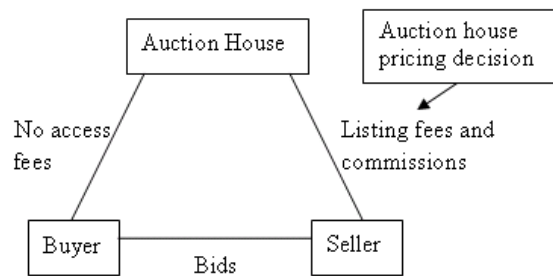 Auction House
Auction house
pricing decision
No access
fees
Listing fees and
commissions
Buyer
Seller
Bids